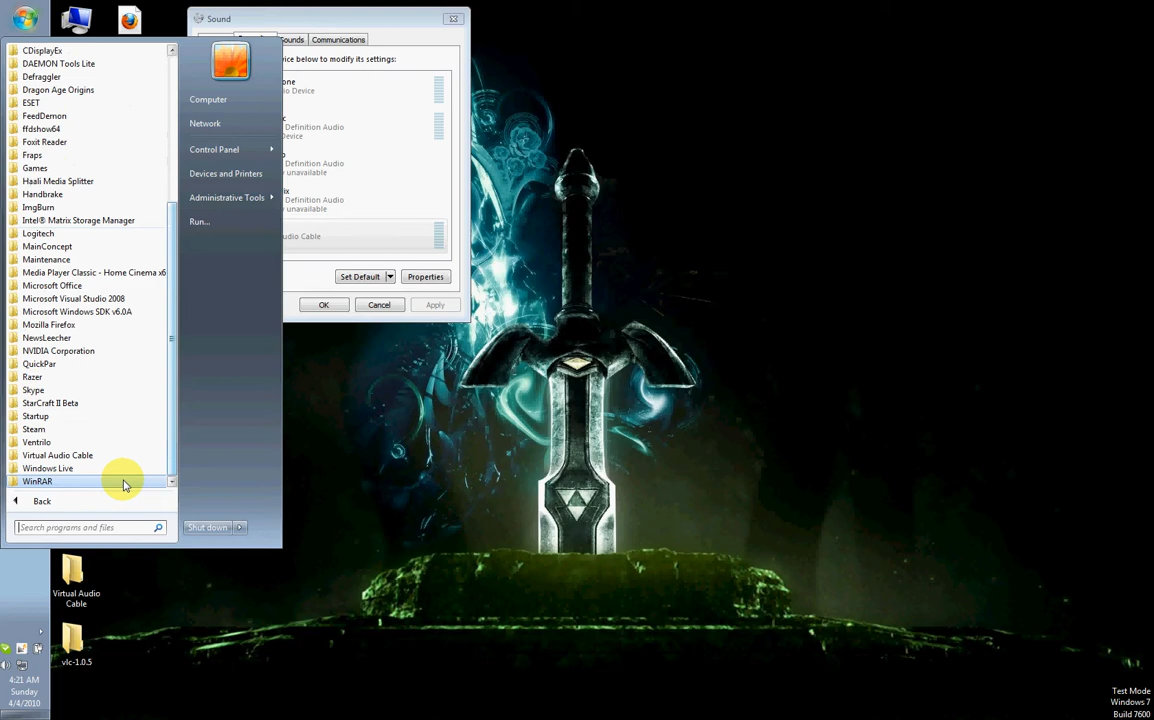 CDisplayEx
DAEMON Tools Lite
Defraggler
Dragon Age Origins
ESET
FeedDemon
ffdshow64
Foxit Reader
Fraps
Games
Haali Media Splitter
Handbrake
ImgBurn
Intel® Matrix Storage Manager
Logitech
MainConcept
Maintenance
Media Player Classic - Home Cinema x6
Microsoft Office
Microsoft Visual Studio 2008
Microsoft Windows SDK v6.0A
Mozilla Firefox
NewsLeecher
NVIDIA Corporation
QuickPar
Razer
Skype
StarCraft II Beta
Startup
Steam
Ventrilo
Virtual Audio Cable
Windows Live
WinRAR
Back
Search programs and files
Computer
Network
Control Panel
Devices and Printers
Administrative Tools
Run...
Shut down
Sound
Sounds
Communications
vice below to modify its settings:
one
io Device
c
Definition Audio
Device
o
Definition Audio
unavailable
ix
Definition Audio
unavailable
udio Cable
Set Default
Properties
OK
Cancel
Apply
Virtual Audio
Cable
vlc-1.0.5
4:21 AM
Sunday
4/4/2010
Test Mode
Windows 7
Build 7600